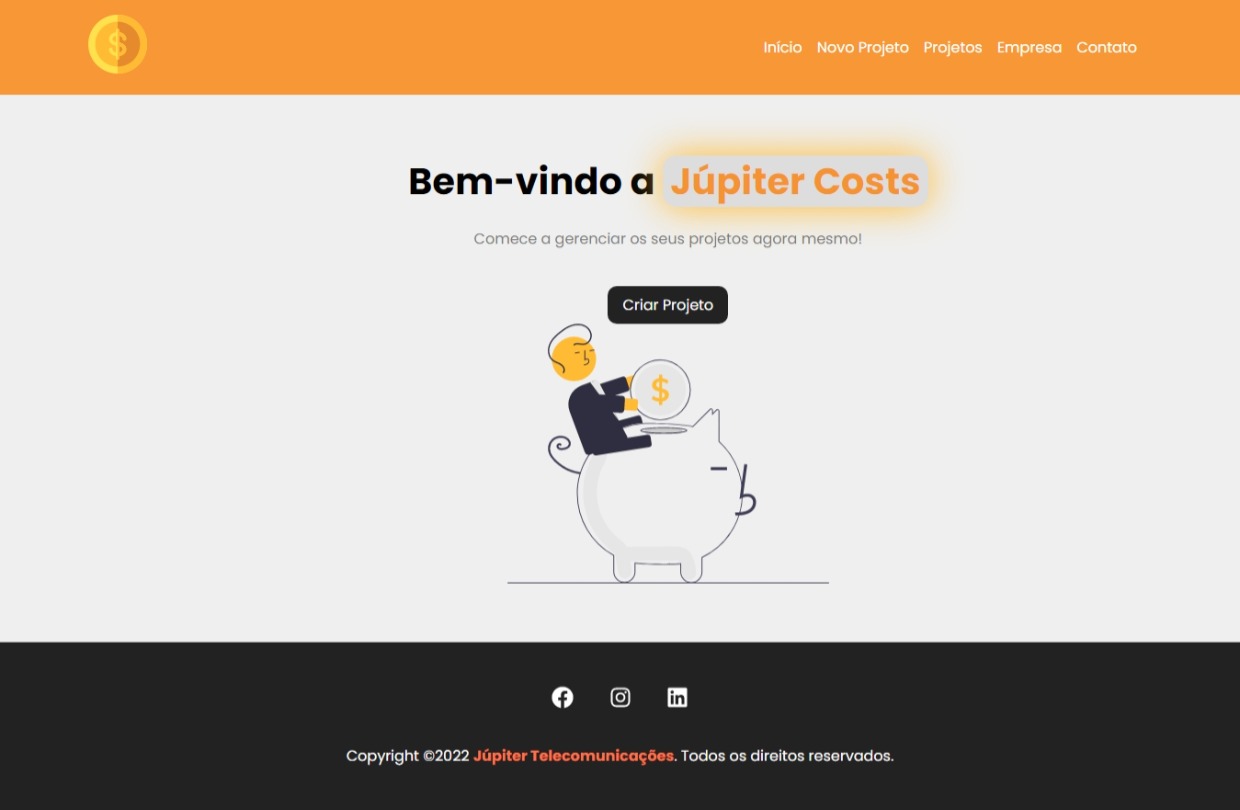 $
Início Novo Projeto Projetos Empresa Contato
Bem-vindo a Júpiter Costs
Comece a gerenciar os seus projetos agora mesmo!
Criar Projeto
$
Copyright ©2022 Júpiter Telecomunicações. Todos os direitos reservados.